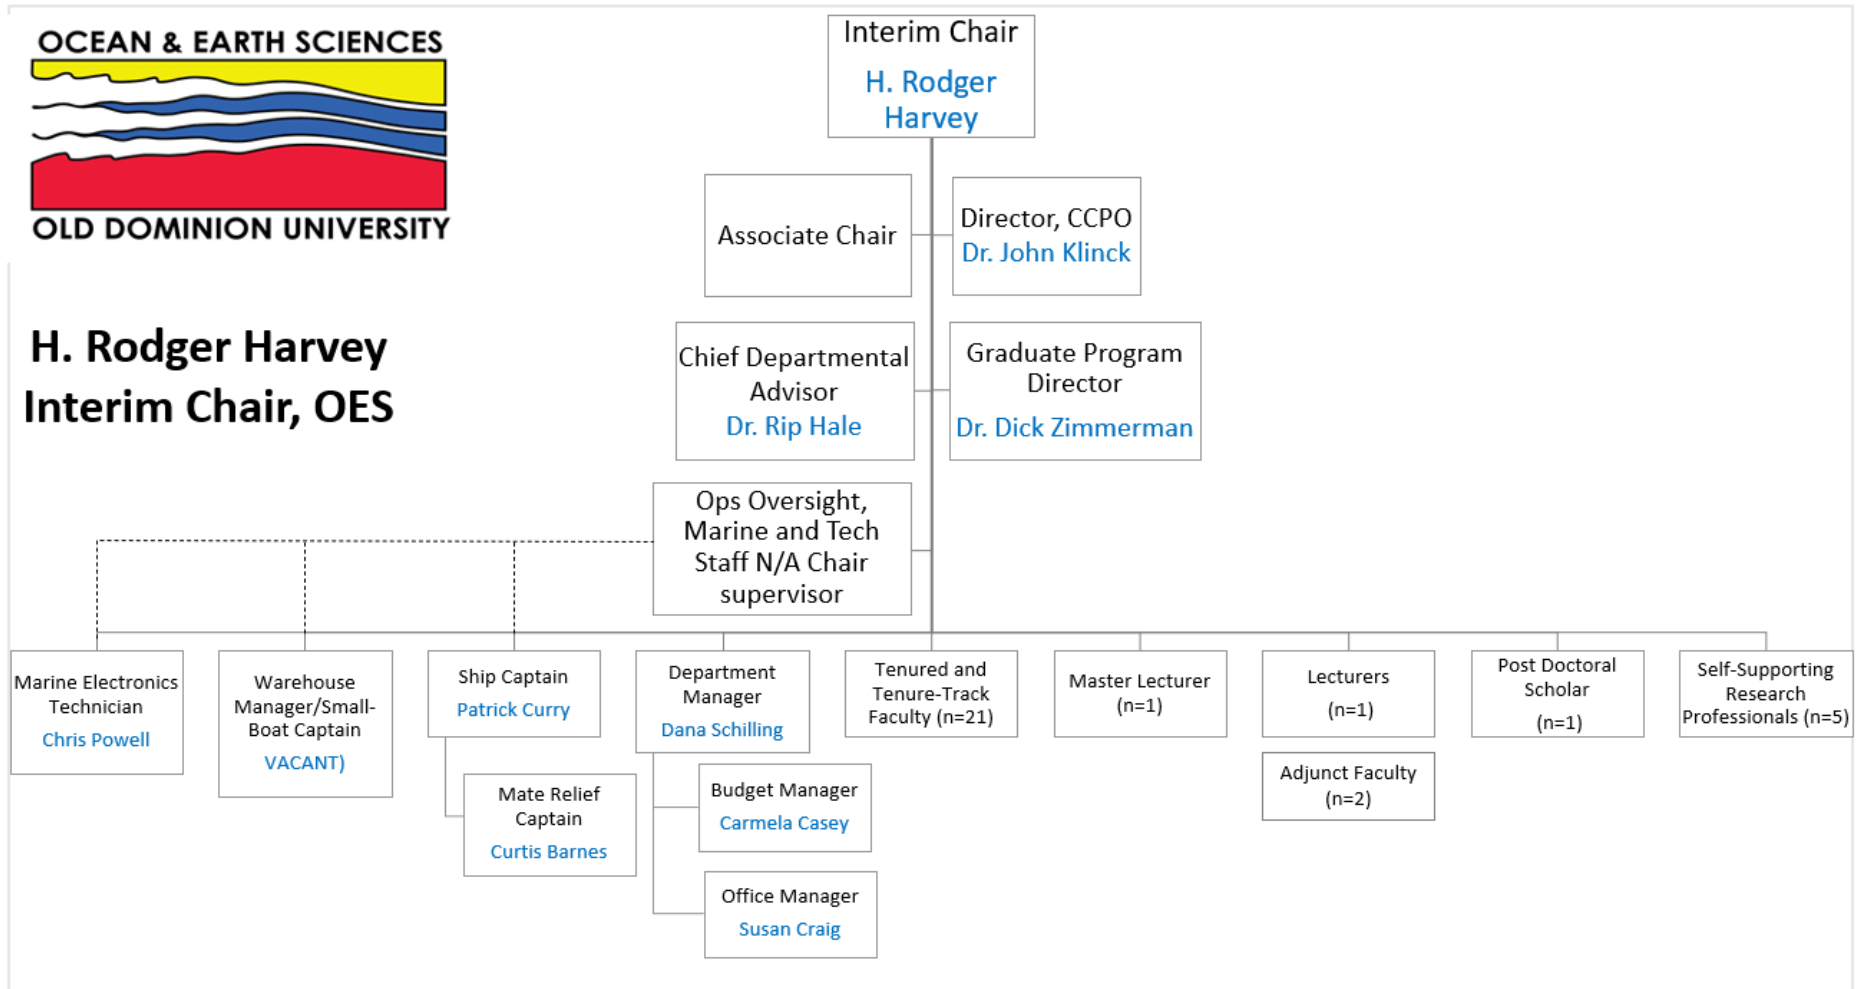 OCEAN & EARTH SCIENCES
OLD DOMINION UNIVERSITY
H. Rodger Harvey
Interim Chair, OES
Interim Chair
H. Rodger
Harvey
Associate Chair
Director, CCPO
Dr. John Klinck
Chief Departmental
Advisor
Dr. Rip Hale
Graduate Program
Director
Dr. Dick Zimmerman
Ops Oversight,
Marine and Tech
Staff N/A Chair
supervisor
Marine Electronics
Technician
Chris Powell
Warehouse
Manager/Small-
Boat Captain
VACANT)
Ship Captain
Patrick Curry
Mate Relief
Captain
Curtis Barnes
Department
Manager
Dana Schilling
Budget Manager
Carmela Casey
Office Manager
Susan Craig
Tenured and
Tenure-Track
Faculty (n=21)
Master Lecturer
(n=1)
Lecturers
(n=1)
Adjunct Faculty
(n=2)
Post Doctoral
Scholar
(n=1)
Self-Supporting
Research
Professionals (n=5)